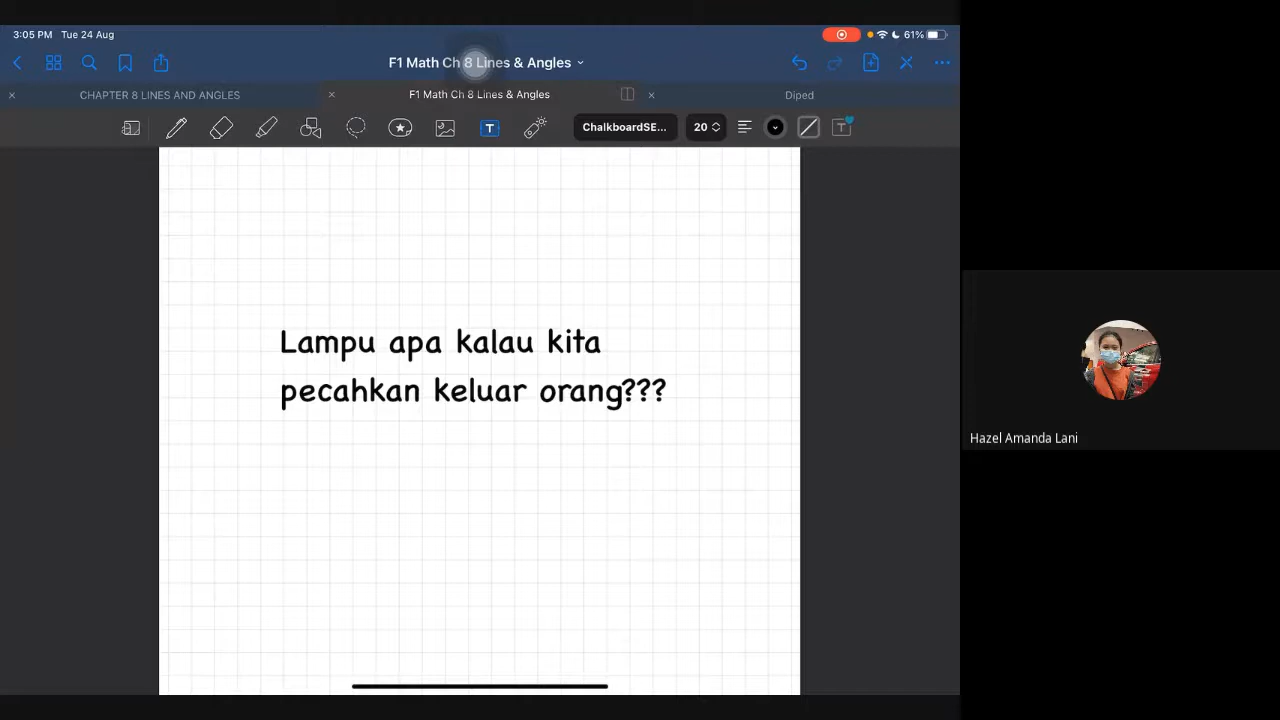 3:05 PM Tue 24 Aug
61%
F1 Math Ch 8 Lines & Angles
CHAPTER 8 LINES AND ANGLES
F1 Math Ch 8 Lines & Angles
Diped
T
ChalkboardSE...
20
T
Lampu apa kalau kita
pecahkan keluar orang???
Hazel Amanda Lani